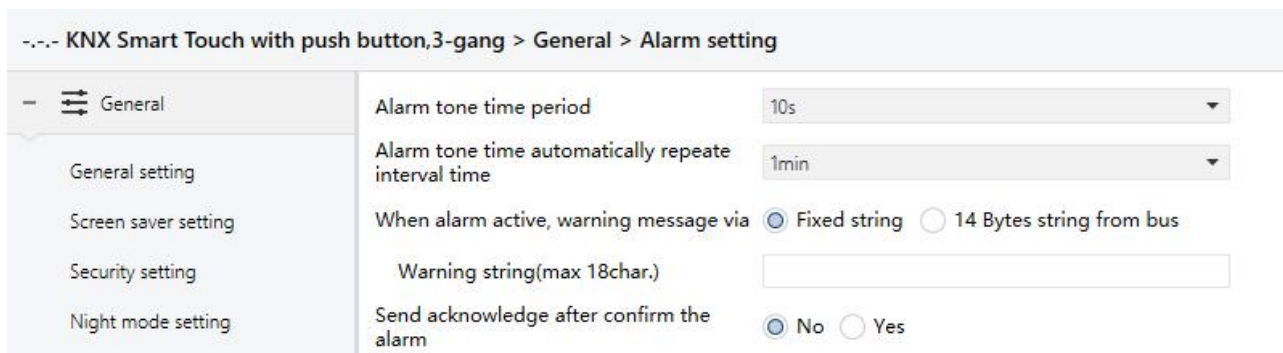 -.-.- KNX Smart Touch with push button,3-gang > General > Alarm setting
General
Alarm tone time period
10s
Alarm tone time automatically repeate
interval time
1min
General setting
Screen saver setting
When alarm active, warning message via Fixed string 14 Bytes string from bus
Security setting
Warning string(max 18char.)
Night mode setting
Send acknowledge after confirm the
alarm
No Yes